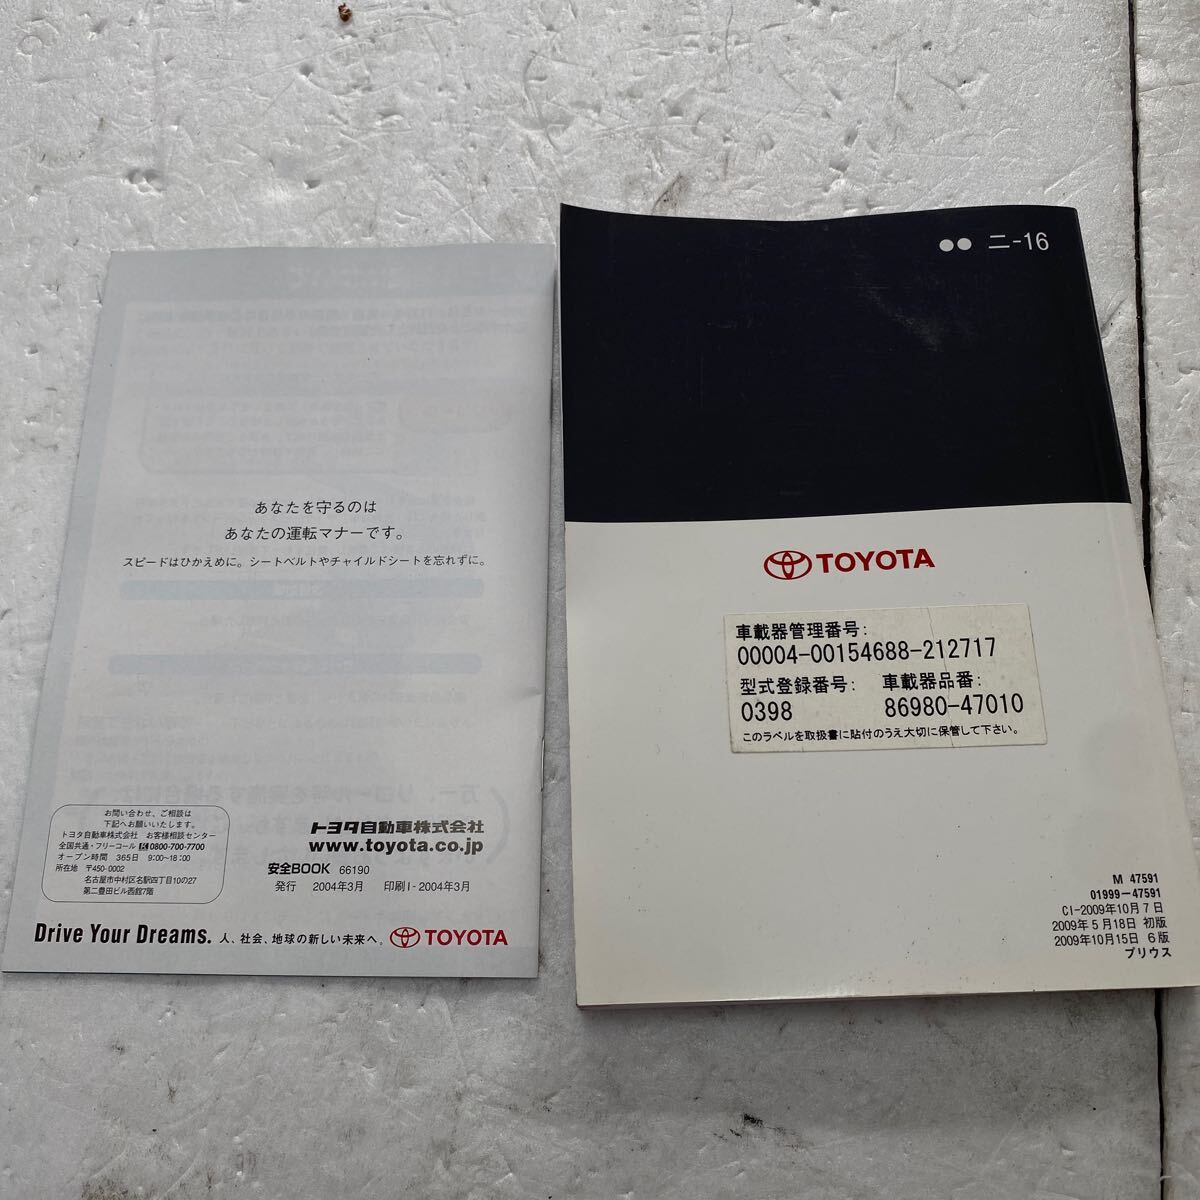 あなたを守るのは
あなたの運転マナーです。
スピードはひかえめに。シートベルトやチャイルドシートを忘れずに。
お問い合わせ、ご相談は
下記へお願いいたします。
トヨタ自動車株式会社 お客様相談センター
全国共通・フリーコール 0800-700-7700
オープン時間 365日 9:00~18:00
所在地 〒450-0002
名古屋市中村区名駅四丁目10の27
第二豊田ビル西館7階
トヨタ自動車株式会社
www.toyota.co.jp
安全BOOK 66190
発行 2004年3月 印刷I-2004年3月
Drive Your Dreams. 人、社会、地球の新しい未来へ。 TOYOTA
●● ニ-16
TOYOTA
車載器管理番号:
00004-00154688-212717
型式登録番号: 車載器品番:
0398 86980-47010
このラベルを取扱書に貼付のうえ大切に保管して下さい。
M 47591
01999-47591
CI-2009年10月7日
2009年5月18日 初版
2009年10月15日 6版
プリウス